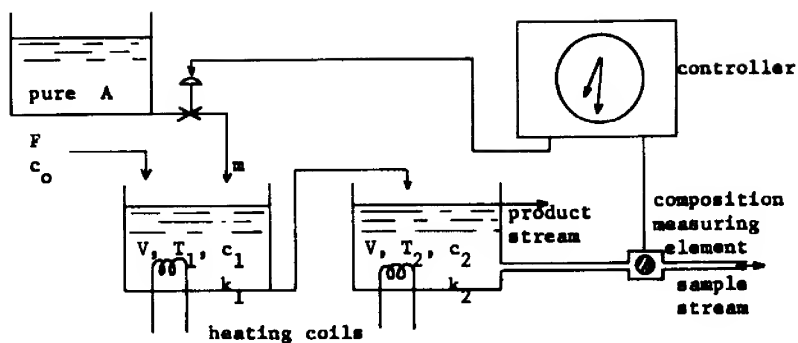 pure A
controller
F
c₀
m
composition
measuring
element
product
stream
V, T₁, c₁
k₁
V, T₂, c₂
k₂
sample
stream
heating coils